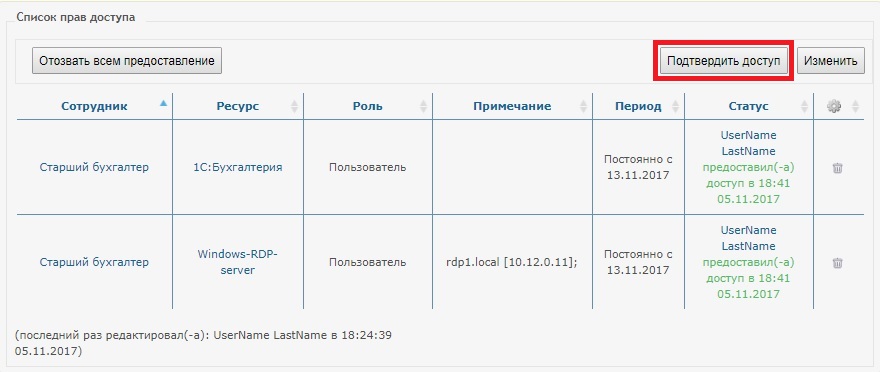 Список прав доступа
Отозвать всем предоставление
Подтвердить доступ
Изменить
Сотрудник Ресурс Роль Примечание Период Статус
Старший бухгалтер
1С:Бухгалтерия
Пользователь
Постоянно с
13.11.2017
UserName
LastName
предоставил(-а)
доступ в 18:41
05.11.2017
Старший бухгалтер
Windows-RDP-
server
Пользователь
rdp1.local [10.12.0.11];
Постоянно с
13.11.2017
UserName
LastName
предоставил(-а)
доступ в 18:41
05.11.2017
(последний раз редактировал(-а): UserName LastName в 18:24:39
05.11.2017)